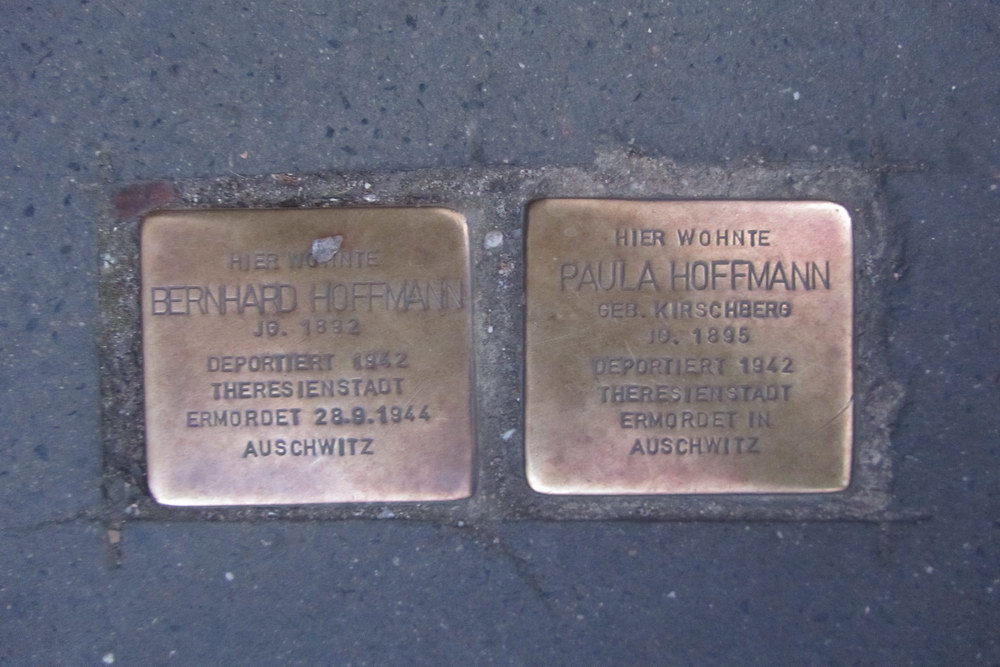 HIER WOHNTE
BERNHARD HOFFMANN
JG. 1892
DEPORTIERT 1942
THERESIENSTADT
ERMORDET 28.9.1944
AUSCHWITZ
HIER WOHNTE
PAULA HOFFMANN
GEB. KIRSCHBERG
JG. 1895
DEPORTIERT 1942
THERESIENSTADT
ERMORDET IN
AUSCHWITZ